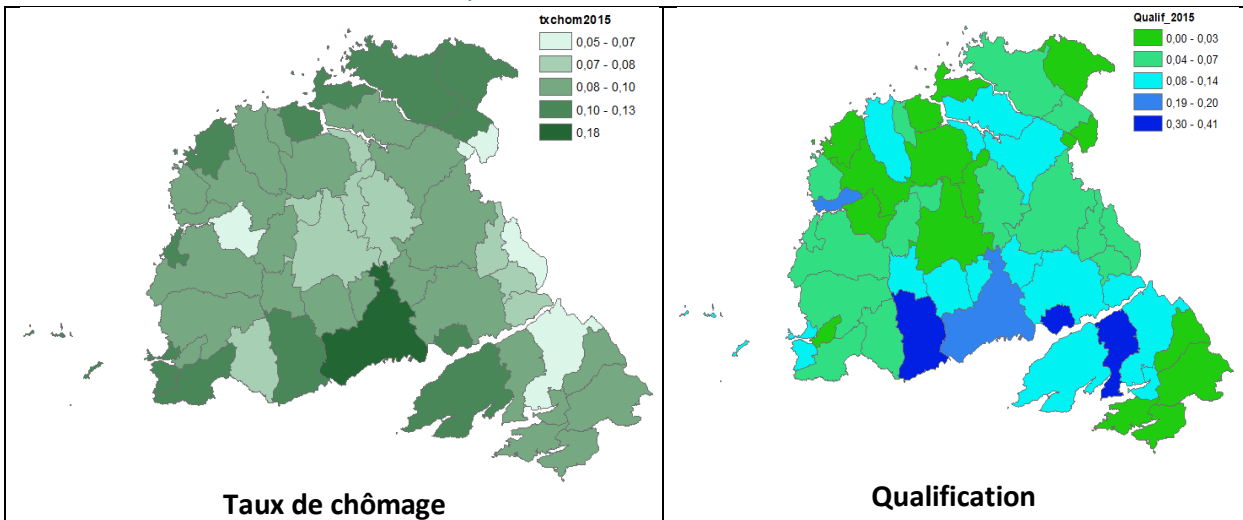 txchom2015
0,05 - 0,07
0,07 - 0,08
0,08 - 0,10
0,10 - 0,13
0,18
Taux de chômage
Qualif_2015
0,00 - 0,03
0,04 - 0,07
0,08 - 0,14
0,19 - 0,20
0,30 - 0,41
Qualification